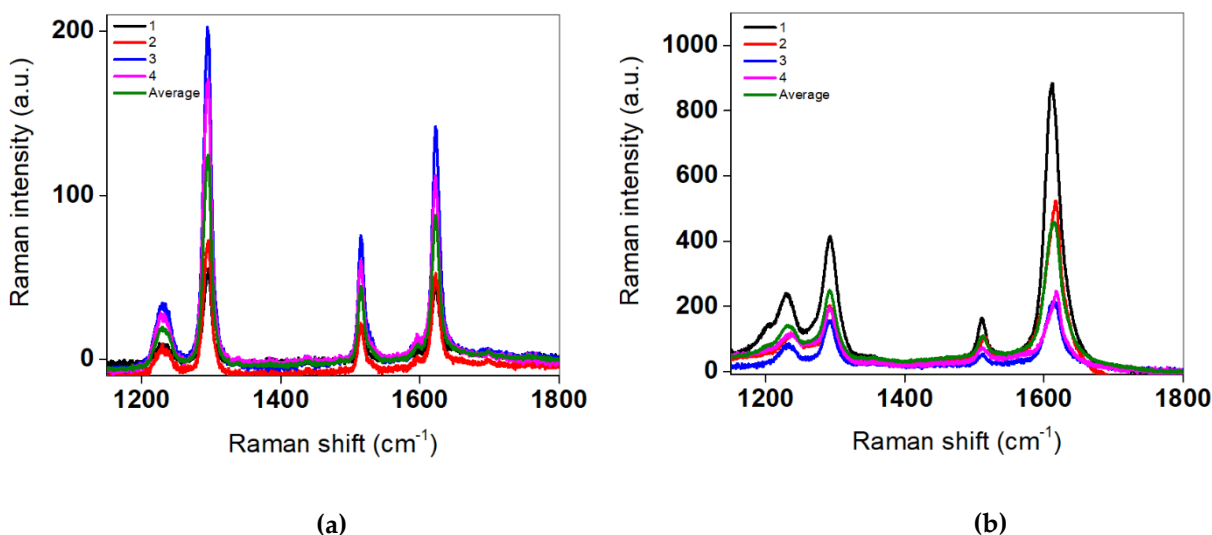 200
100
0
Raman intensity (a.u.)
1
2
3
4
Average
1200 1400 1600 1800
Raman shift (cm⁻¹)
(a)
1000
800
600
400
200
0
Raman intensity (a.u.)
1
2
3
4
Average
1200 1400 1600 1800
Raman shift (cm⁻¹)
(b)